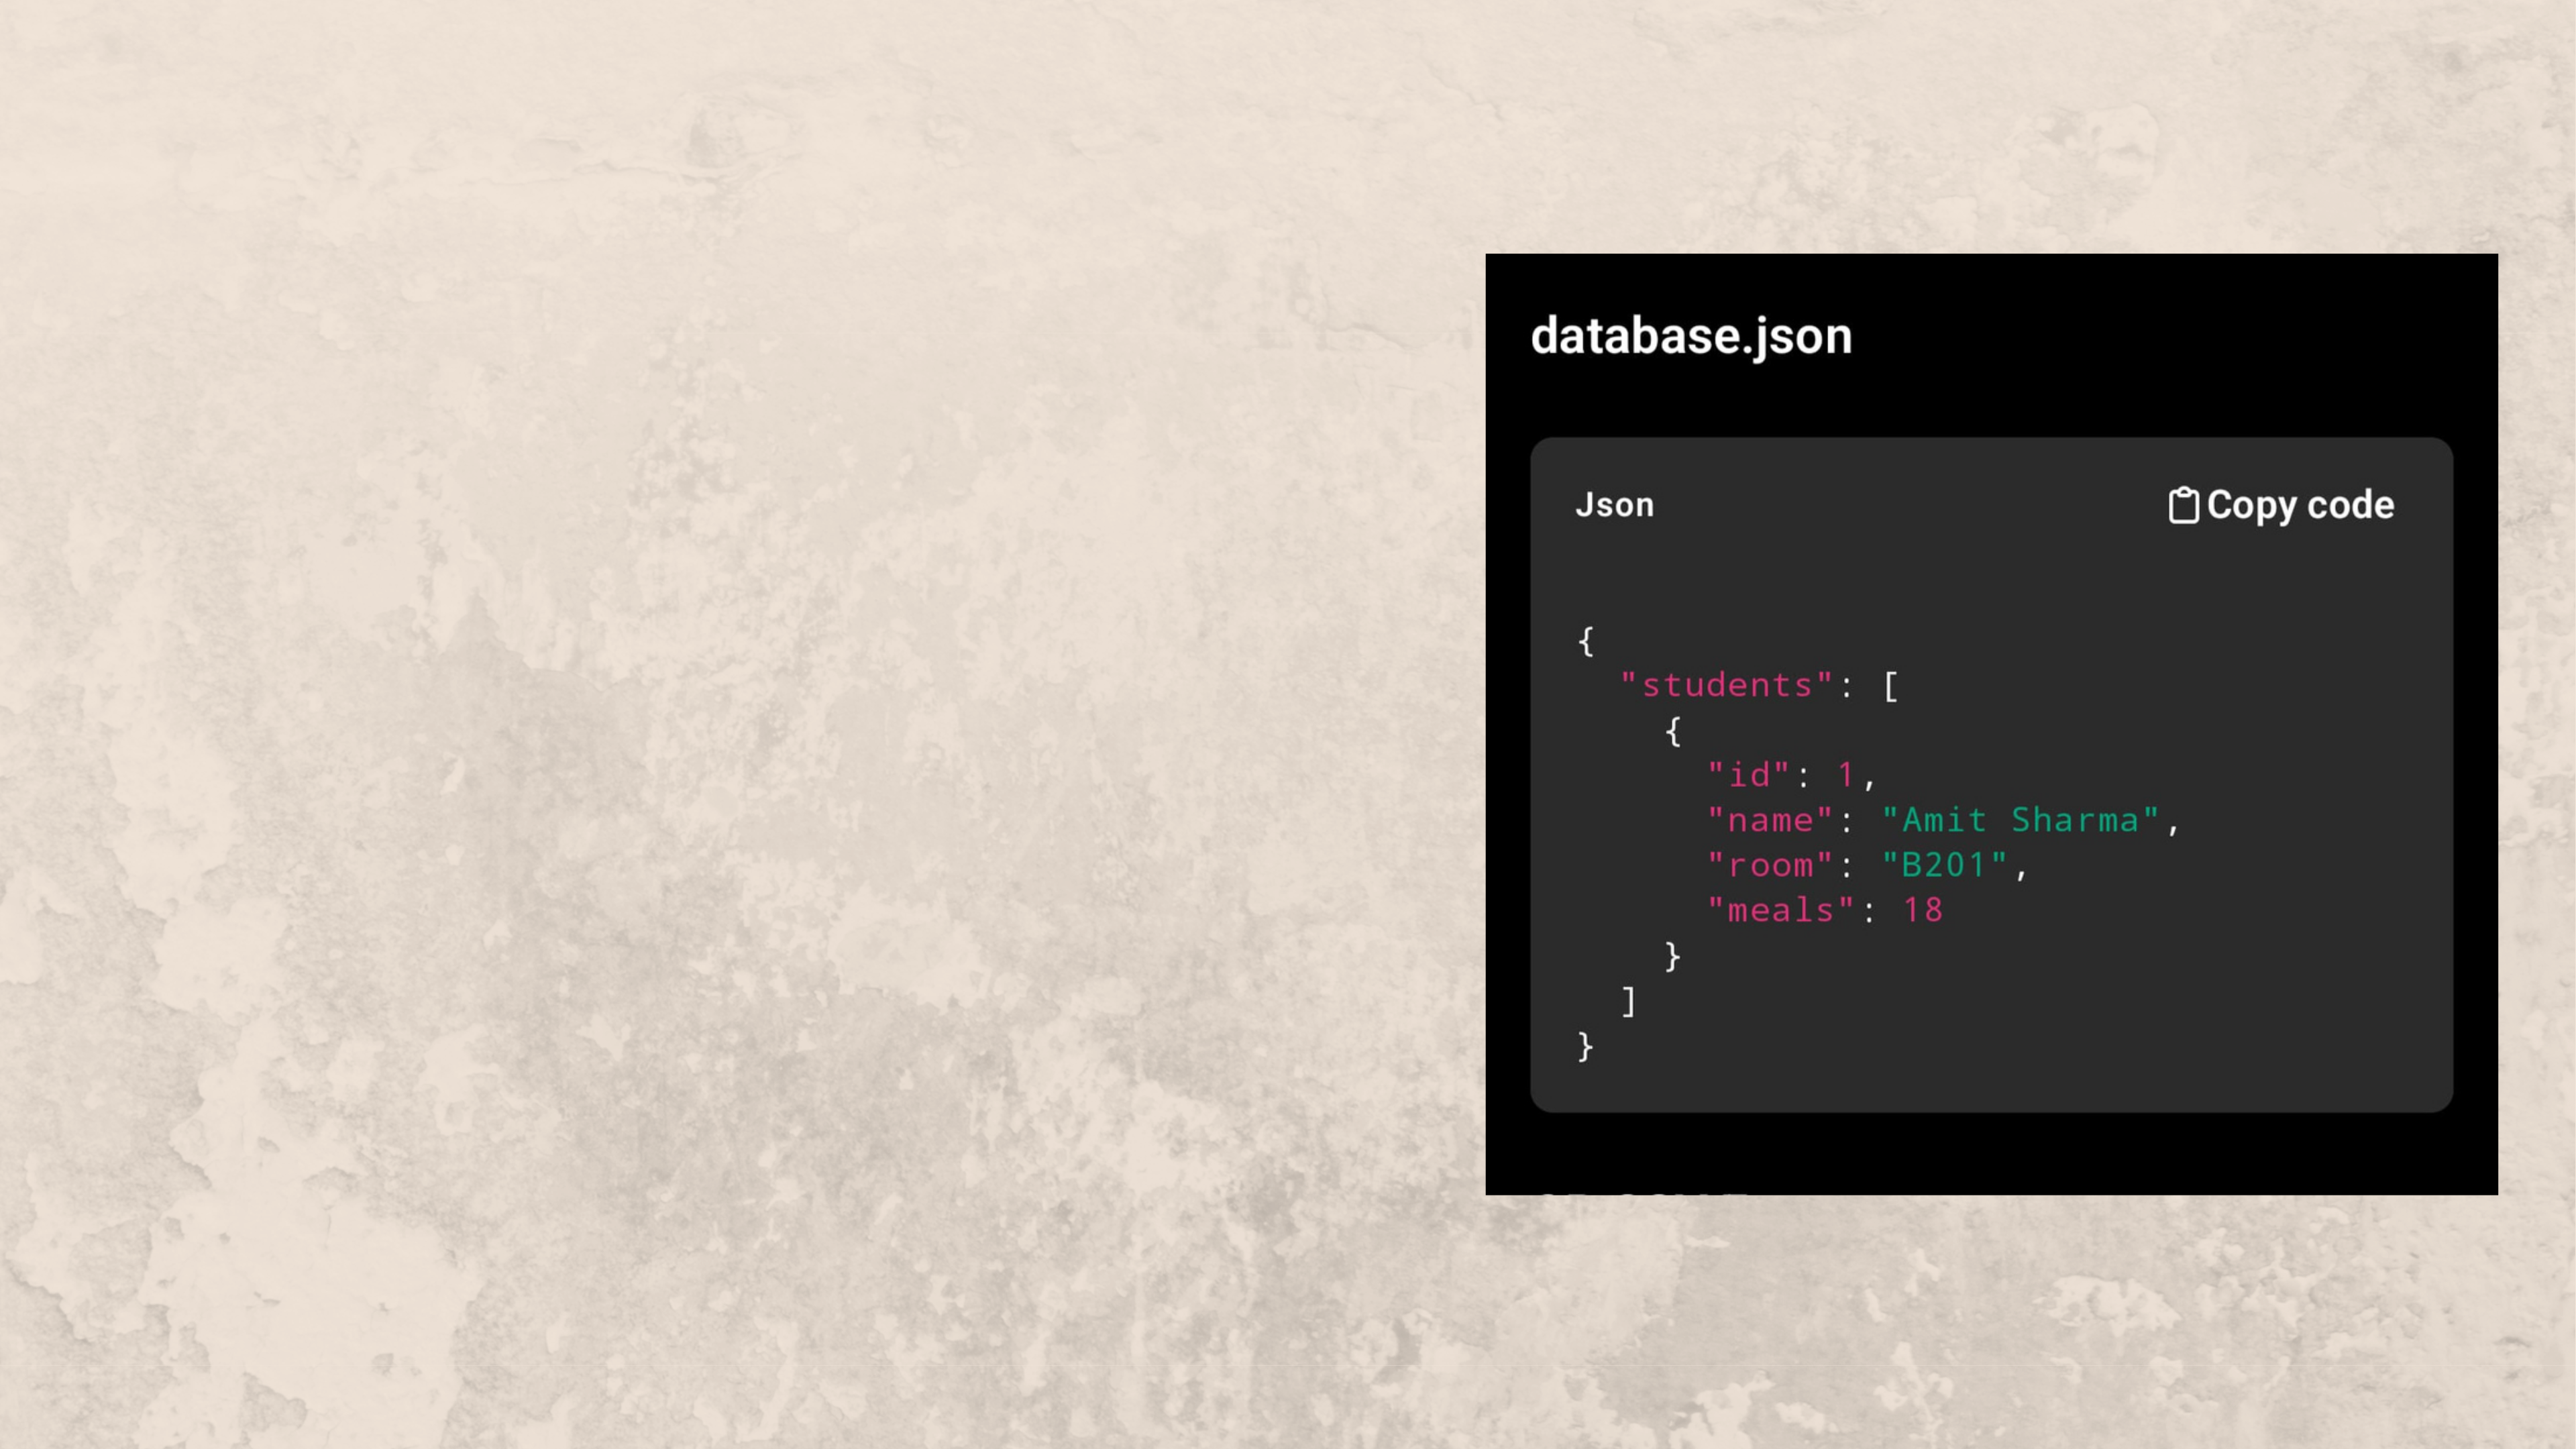 database.json
Json
Copy code
{
  "students": [
    {
      "id": 1,
      "name": "Amit Sharma",
      "room": "B201",
      "meals": 18
    }
  ]
}